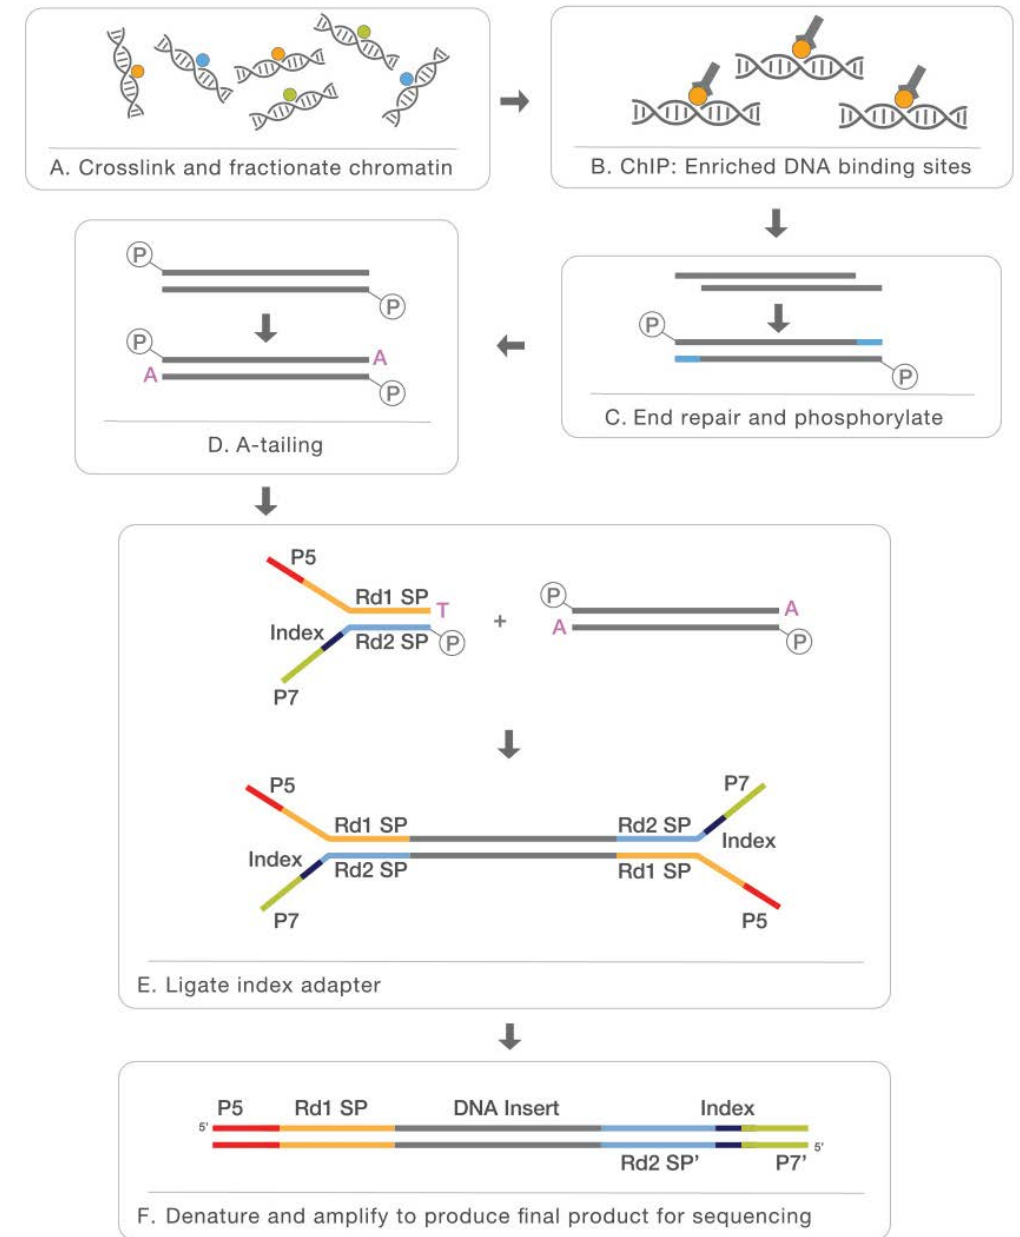 A. Crosslink and fractionate chromatin
B. ChIP: Enriched DNA binding sites
P
P
C. End repair and phosphorylate
P
P
P
A
A
P
D. A-tailing
P5
Rd1 SP
T
Index
Rd2 SP
P
P7
+
P
A
A
P
P5
Rd1 SP
Index
Rd2 SP
P7
P7
Rd2 SP
Index
Rd1 SP
P5
E. Ligate index adapter
P5 Rd1 SP DNA Insert Index
5'
5'
Rd2 SP' P7'
F. Denature and amplify to produce final product for sequencing